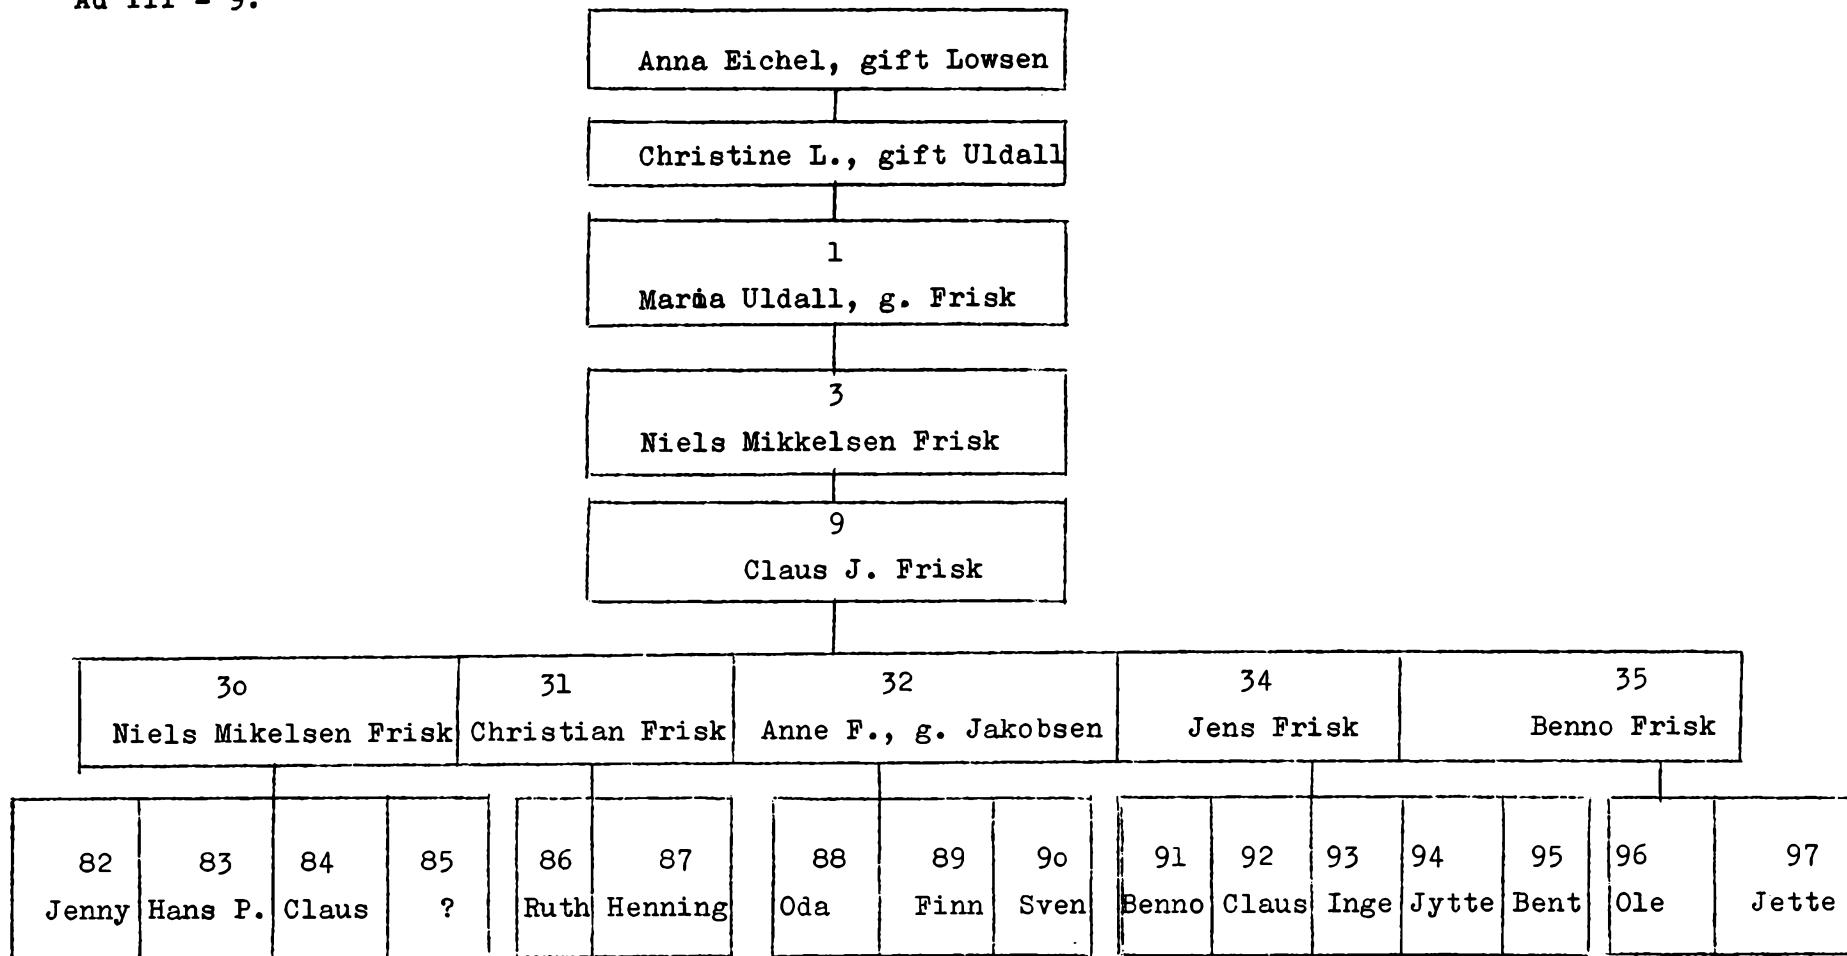 Ad III - 9.
Anna Eichel, gift Lowsen
Christine L., gift Uldall
1
Maria Uldall, g. Frisk
3
Niels Mikkelsen Frisk
9
Claus J. Frisk
3o 31 32 34 35
Niels Mikelsen Frisk Christian Frisk Anne F., g. Jakobsen Jens Frisk Benno Frisk
82 83 84 85 86 87 88 89 9o 91 92 93 94 95 96 97
Jenny Hans P. Claus ? Ruth Henning Oda Finn Sven Benno Claus Inge Jytte Bent Ole Jette